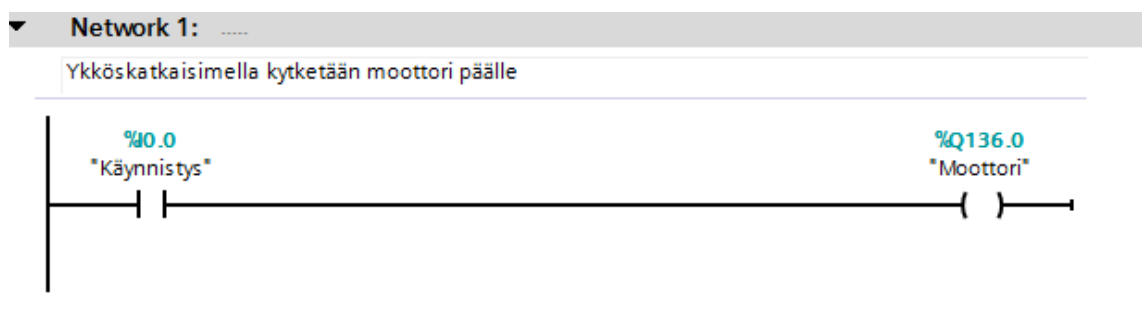 Network 1: .....
Ykköskatkaisimella kytketään moottori päälle
%I0.0
"Käynnistys"
%Q136.0
"Moottori"